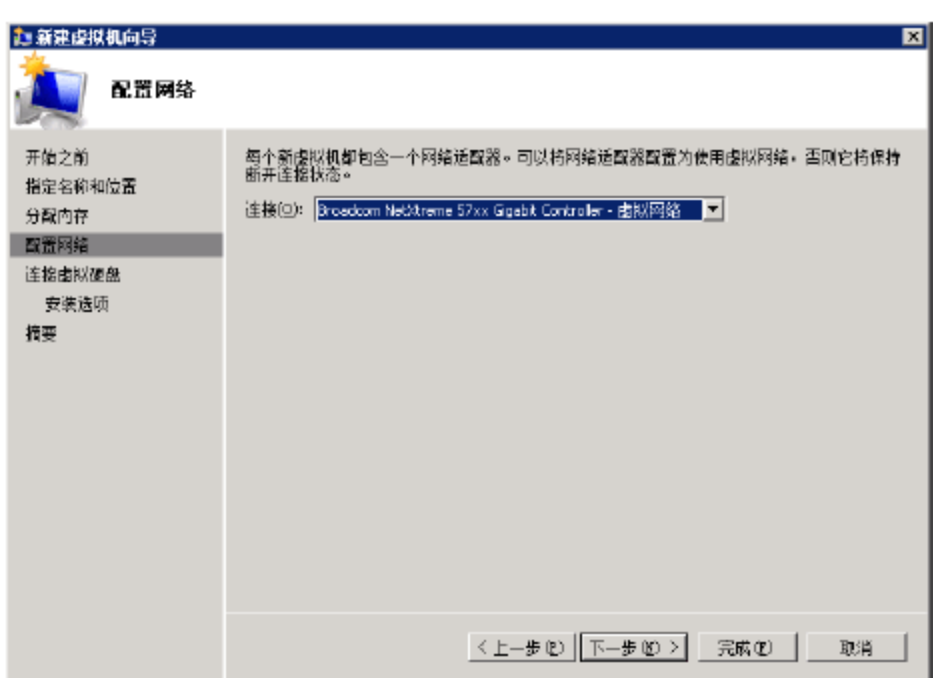 新建虚拟机向导
配置网络
开始之前
指定名称和位置
分配内存
配置网络
连接虚拟硬盘
安装选项
摘要
每个新虚拟机都包含一个网络适配器。可以将网络适配器配置为使用虚拟网络，否则它将保持
断开连接状态。
连接(O): Broadcom NetXtreme 57xx Gigabit Controller - 虚拟网络
< 上一步(P) 下一步(N) > 完成(F) 取消